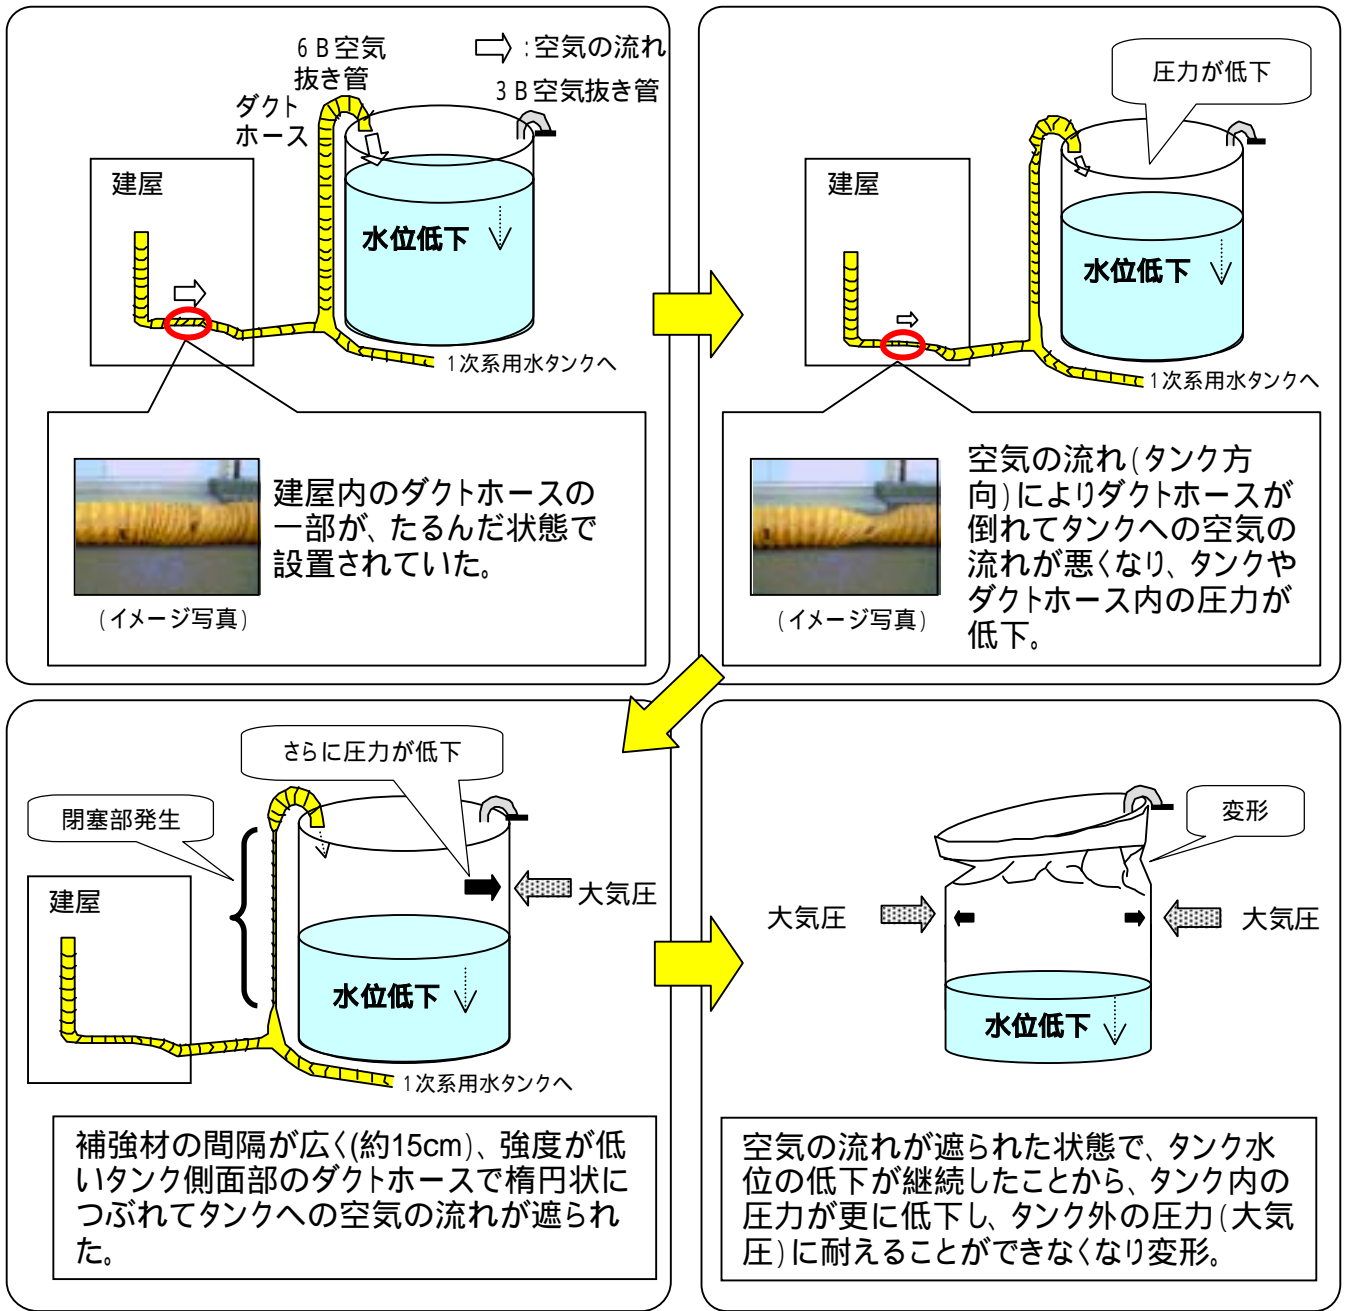 6B空気
抜き管
:空気の流れ
3B空気抜き管
ダクト
ホース
建屋
水位低下
1次系用水タンクへ
建屋内のダクトホースの
一部が、たるんだ状態で
設置されていた。
(イメージ写真)
圧力が低下
建屋
水位低下
1次系用水タンクへ
空気の流れ(タンク方
向)によりダクトホースが
倒れてタンクへの空気の
流れが悪くなり、タンクや
ダクトホース内の圧力が
低下。
(イメージ写真)
さらに圧力が低下
閉塞部発生
建屋
大気圧
水位低下
1次系用水タンクへ
補強材の間隔が広く(約15cm)、強度が低
いタンク側面部のダクトホースで楕円状に
つぶれてタンクへの空気の流れが遮られ
た。
変形
大気圧
大気圧
水位低下
空気の流れが遮られた状態で、タンク水
位の低下が継続したことから、タンク内の
圧力が更に低下し、タンク外の圧力(大気
圧)に耐えることができなくなり変形。